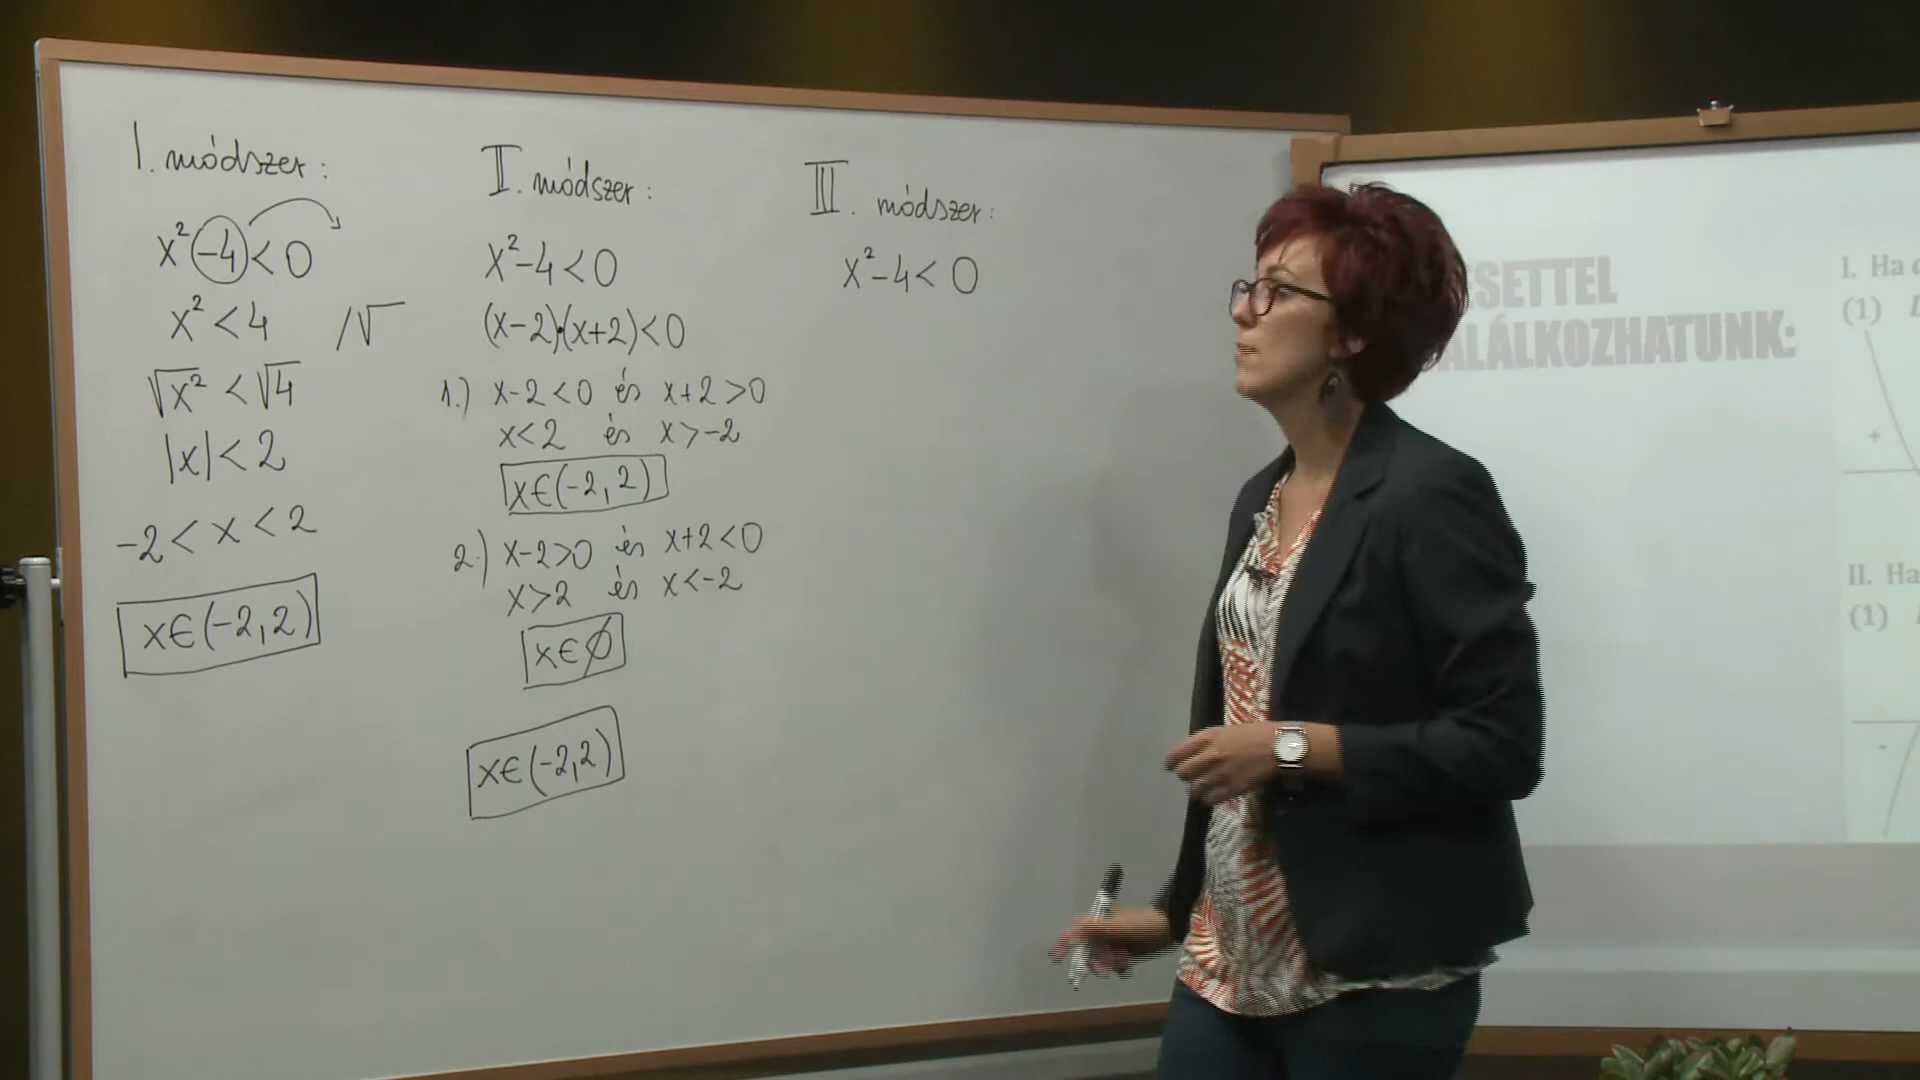 I. módszer:
x²-4<0
x²<4 /√
√x² < √4
|x|<2
-2<x<2
x∈(-2,2)
II. módszer:
x²-4<0
(x-2)·(x+2)<0
1.) x-2<0 és x+2>0
x<2 és x>-2
x∈(-2,2)
2.) x-2>0 és x+2<0
x>2 és x<-2
x∈∅
x∈(-2,2)
III. módszer:
x²-4<0
I. Ha
(1)
+
II. Ha
(1)
-